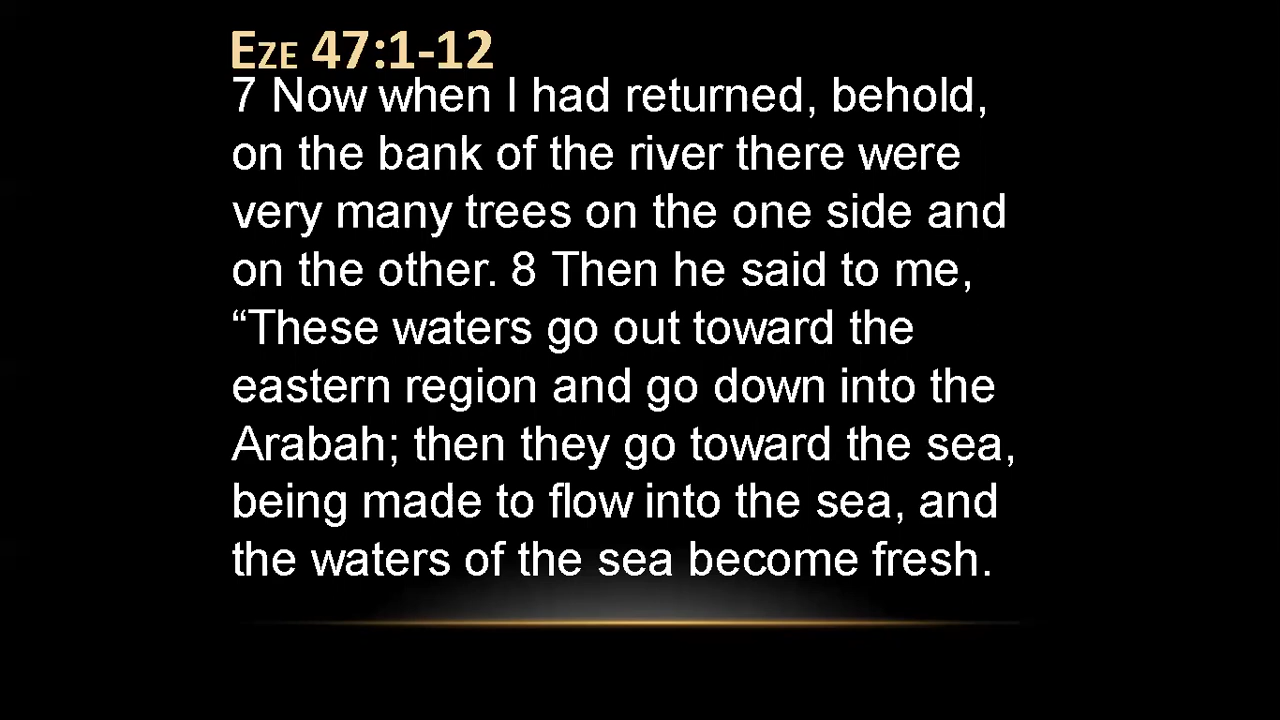 Eze 47:1-12
7 Now when I had returned, behold,
on the bank of the river there were
very many trees on the one side and
on the other. 8 Then he said to me,
“These waters go out toward the
eastern region and go down into the
Arabah; then they go toward the sea,
being made to flow into the sea, and
the waters of the sea become fresh.